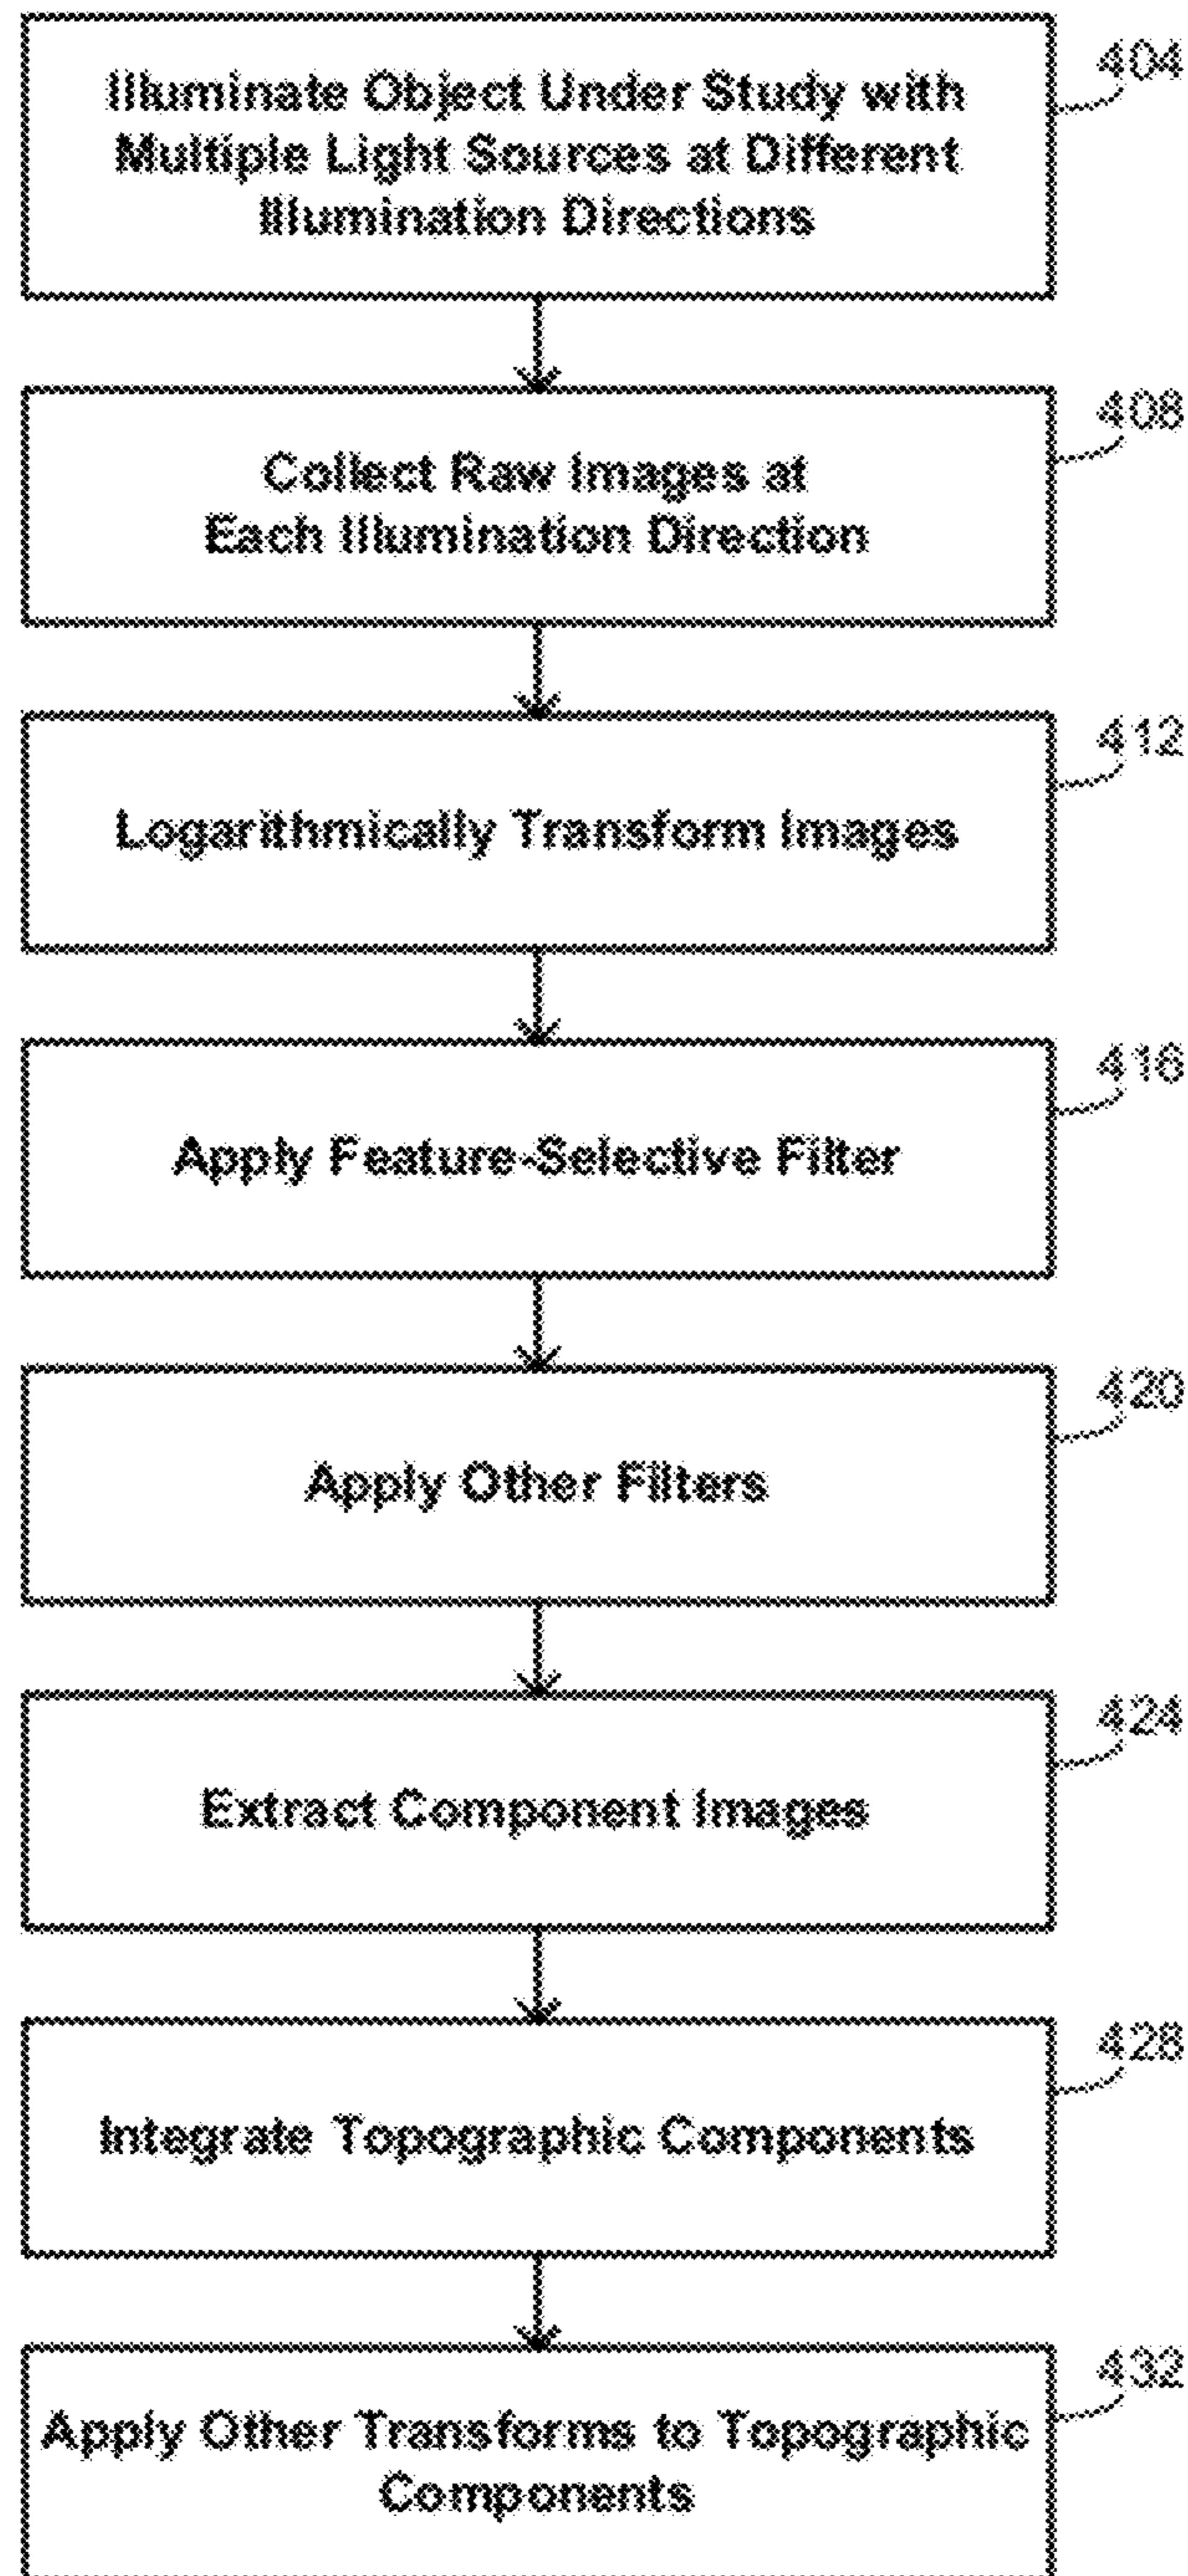 404
Illuminate Object Under Study with
Multiple Light Sources at Different
Illumination Directions
408
Collect Raw Images at
Each Illumination Direction
412
Logarithmically Transform Images
416
Apply Feature-Selective Filter
420
Apply Other Filters
424
Extract Component Images
428
Integrate Topographic Components
432
Apply Other Transforms to Topographic
Components